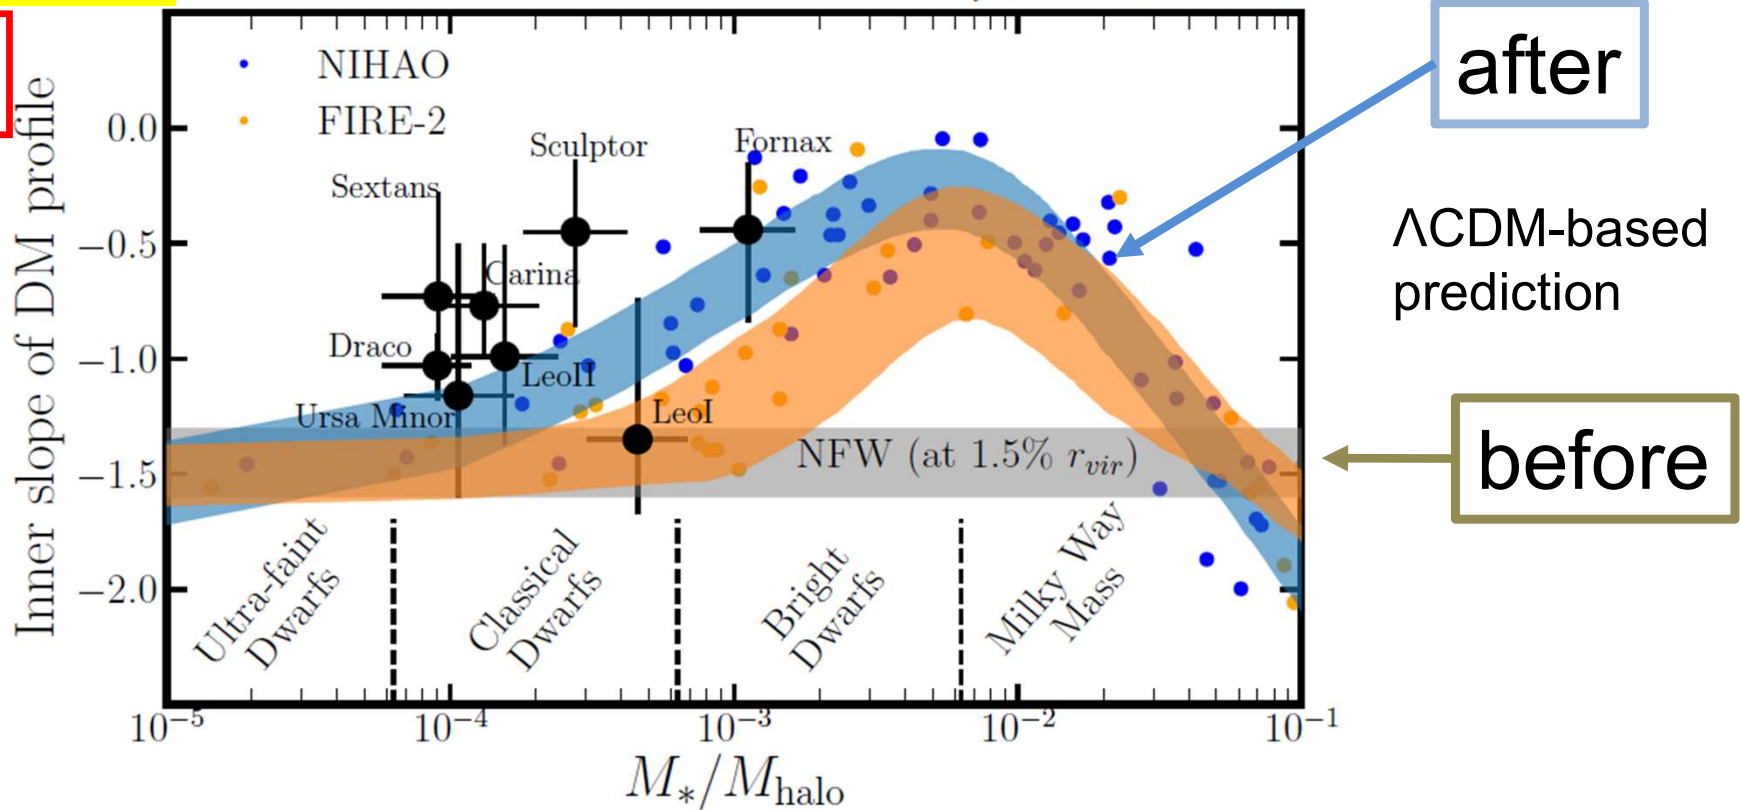 NIHAO
FIRE-2
after
ΛCDM-based
prediction
before
Inner slope of DM profile
0.0
−0.5
−1.0
−1.5
−2.0
Sextans
Sculptor
Fornax
Carina
Draco
LeoII
Ursa Minor
LeoI
NFW (at 1.5% r_vir)
Ultra-faint
Dwarfs
Classical
Dwarfs
Bright
Dwarfs
Milky Way
Mass
10⁻⁵
10⁻⁴
10⁻³
10⁻²
10⁻¹
M_*/M_halo